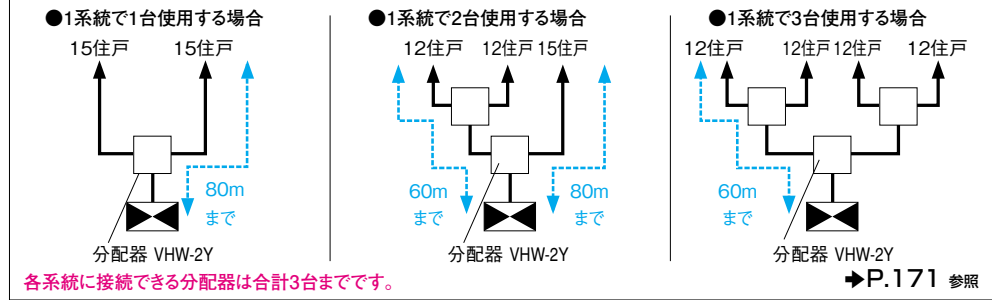 ●1系統で1台使用する場合
15住戸 15住戸
80m
まで
分配器 VHW-2Y
●1系統で2台使用する場合
12住戸 12住戸 15住戸
60m
まで
80m
まで
分配器 VHW-2Y
●1系統で3台使用する場合
12住戸 12住戸 12住戸 12住戸
60m
まで
分配器 VHW-2Y
各系統に接続できる分配器は合計3台までです。
➔P.171 参照